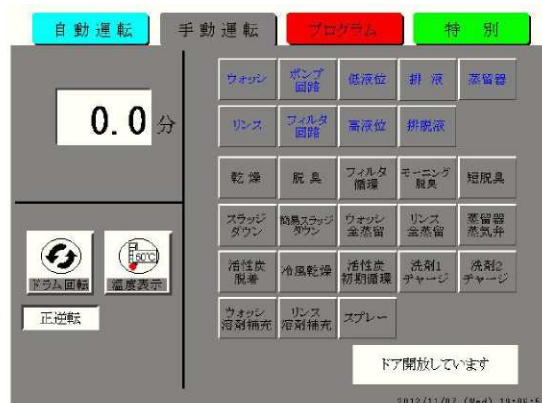 自動運転 手動運転 プログラム 特別
0.0 分
ウォッシ ポンプ回路 低液位 排液 蒸留器
リンス フィルタ回路 高液位 排脱液
乾燥 脱臭 フィルタ循環 モーニング脱臭 短脱臭
スラッジダウン 簡易スラッジダウン ウォッシ全蒸留 リンス全蒸留 蒸留器蒸気弁
活性炭脱着 冷風乾燥 活性炭初期循環 洗剤1チャージ 洗剤2チャージ
ウォッシ溶剤補充 リンス溶剤補充 スプレー
60℃
ドラム回転 温度表示
正逆転
ドア開放しています
2012/11/07 (Wed)